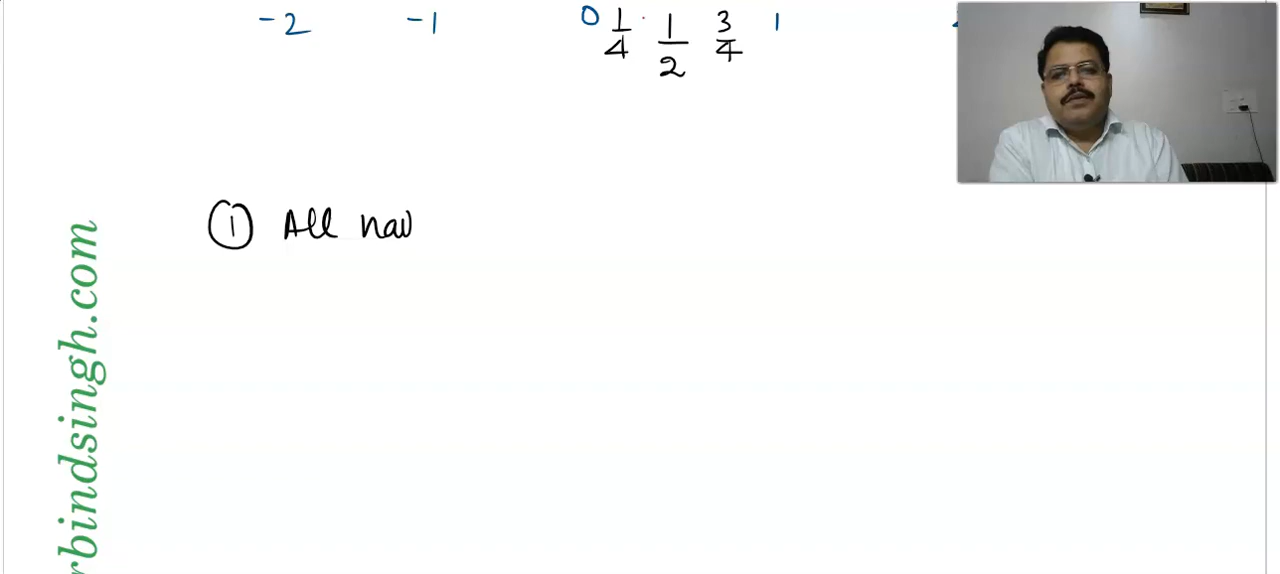 -2 -1 0 1/4 1/2 3/4 1
① All nav
rbindsingh.com